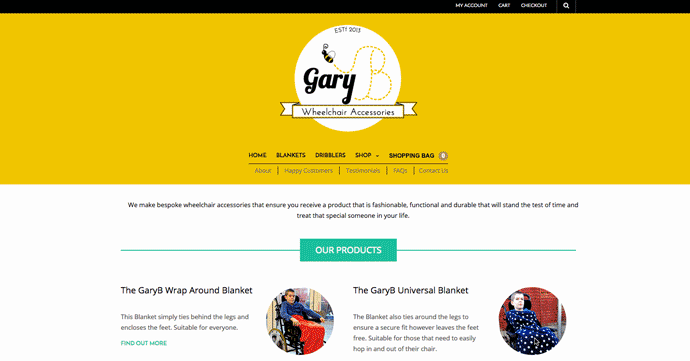 MY ACCOUNT CART CHECKOUT
ESTd 2013
Gary B
Wheelchair Accessories
HOME BLANKETS DRIBBLERS SHOP SHOPPING BAG 0
About Happy Customers Testimonials FAQs Contact Us
We make bespoke wheelchair accessories that ensure you receive a product that is fashionable, functional and durable that will stand the test of time and
treat that special someone in your life.
OUR PRODUCTS
The GaryB Wrap Around Blanket
This Blanket simply ties behind the legs and
encloses the feet. Suitable for everyone.
FIND OUT MORE
The GaryB Universal Blanket
The Blanket also ties around the legs to
ensure a secure fit however leaves the feet
free. Suitable for those that need to easily
hop in and out of their chair.